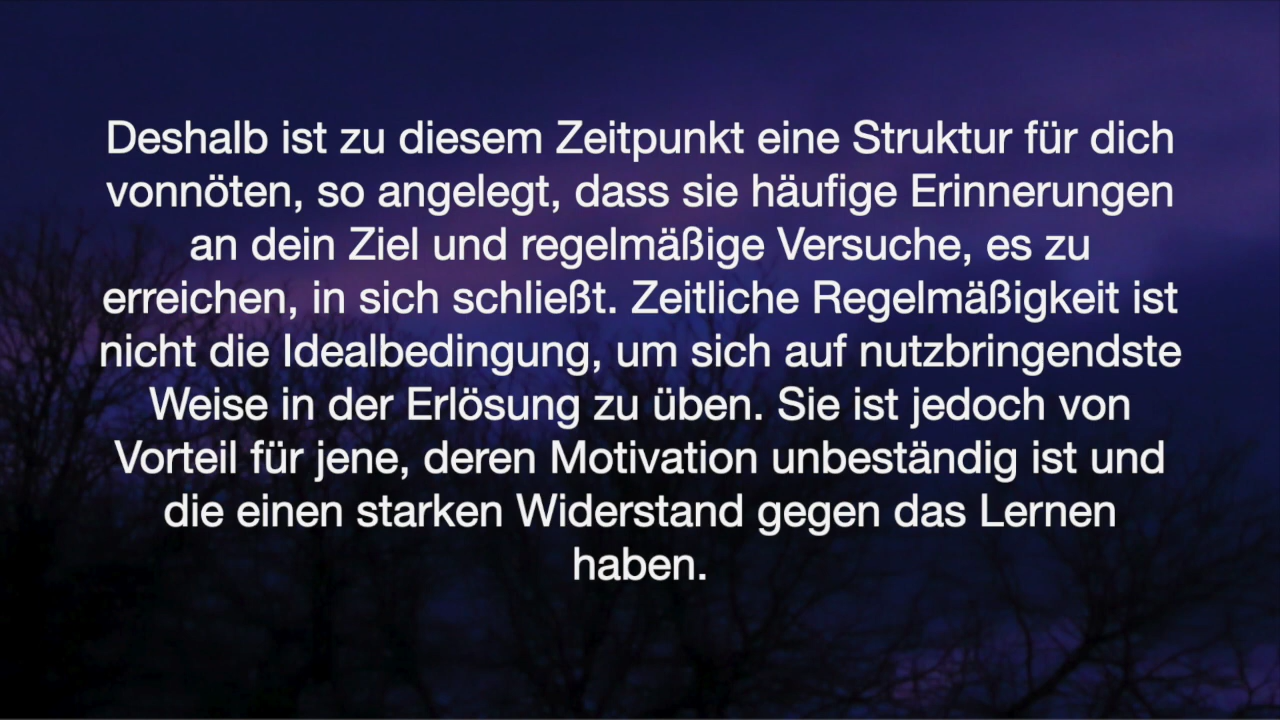 Deshalb ist zu diesem Zeitpunkt eine Struktur für dich
vonnöten, so angelegt, dass sie häufige Erinnerungen
an dein Ziel und regelmäßige Versuche, es zu
erreichen, in sich schließt. Zeitliche Regelmäßigkeit ist
nicht die Idealbedingung, um sich auf nutzbringendste
Weise in der Erlösung zu üben. Sie ist jedoch von
Vorteil für jene, deren Motivation unbeständig ist und
die einen starken Widerstand gegen das Lernen
haben.